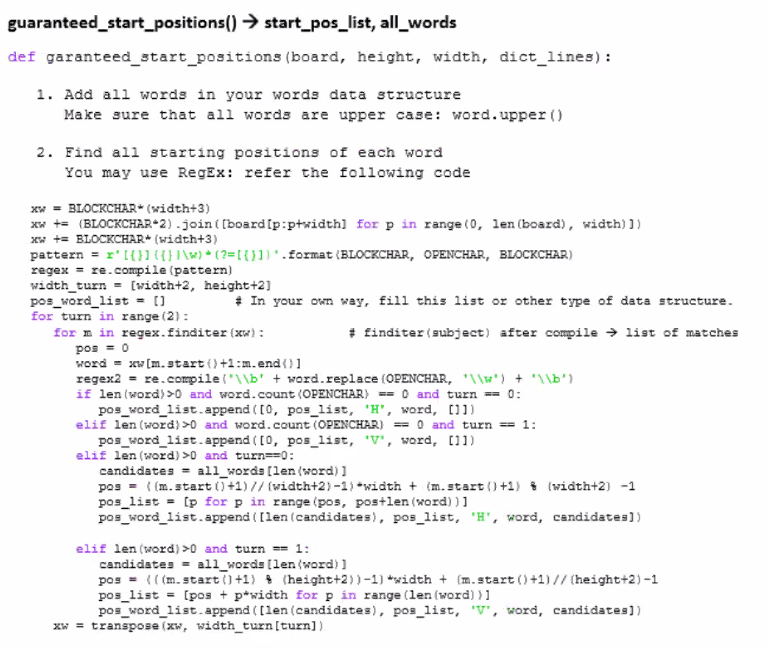 guaranteed_start_positions() → start_pos_list, all_words
def garanteed_start_positions(board, height, width, dict_lines):
1. Add all words in your words data structure
Make sure that all words are upper case: word.upper()
2. Find all starting positions of each word
You may use RegEx: refer the following code
xw = BLOCKCHAR*(width+3)
xw += (BLOCKCHAR*2).join([board[p:p+width] for p in range(0, len(board), width)])
xw += BLOCKCHAR*(width+3)
pattern = r'[{}]({}|\w)*(?=[{}])'.format(BLOCKCHAR, OPENCHAR, BLOCKCHAR)
regex = re.compile(pattern)
width_turn = [width+2, height+2]
pos_word_list = [] # In your own way, fill this list or other type of data structure.
for turn in range(2):
for m in regex.finditer(xw): # finditer(subject) after compile → list of matches
pos = 0
word = xw[m.start()+1:m.end()]
regex2 = re.compile('\\b' + word.replace(OPENCHAR, '\\w') + '\\b')
if len(word)>0 and word.count(OPENCHAR) == 0 and turn == 0:
pos_word_list.append([0, pos_list, 'H', word, []])
elif len(word)>0 and word.count(OPENCHAR) == 0 and turn == 1:
pos_word_list.append([0, pos_list, 'V', word, []])
elif len(word)>0 and turn==0:
candidates = all_words[len(word)]
pos = ((m.start()+1)//(width+2)-1)*width + (m.start()+1) % (width+2) -1
pos_list = [p for p in range(pos, pos+len(word))]
pos_word_list.append([len(candidates), pos_list, 'H', word, candidates])
elif len(word)>0 and turn == 1:
candidates = all_words[len(word)]
pos = (((m.start()+1) % (height+2))-1)*width + (m.start()+1)//(height+2)-1
pos_list = [pos + p*width for p in range(len(word))]
pos_word_list.append([len(candidates), pos_list, 'V', word, candidates])
xw = transpose(xw, width_turn[turn])